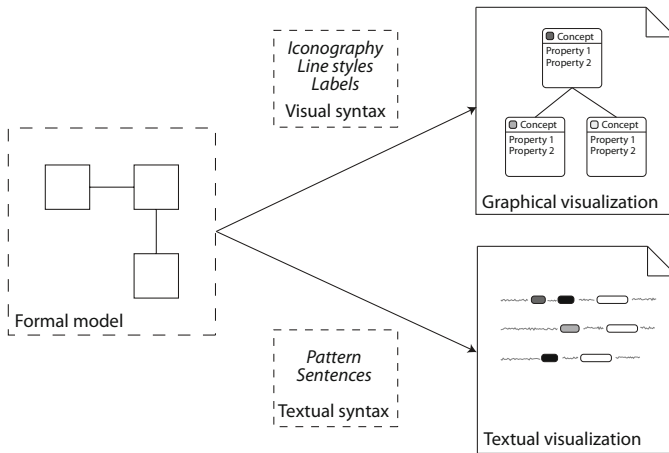 Iconography
Line styles
Labels
Visual syntax
Concept
Property 1
Property 2
Concept
Property 1
Property 2
Concept
Property 1
Property 2
Graphical visualization
Formal model
Pattern
Sentences
Textual syntax
Textual visualization